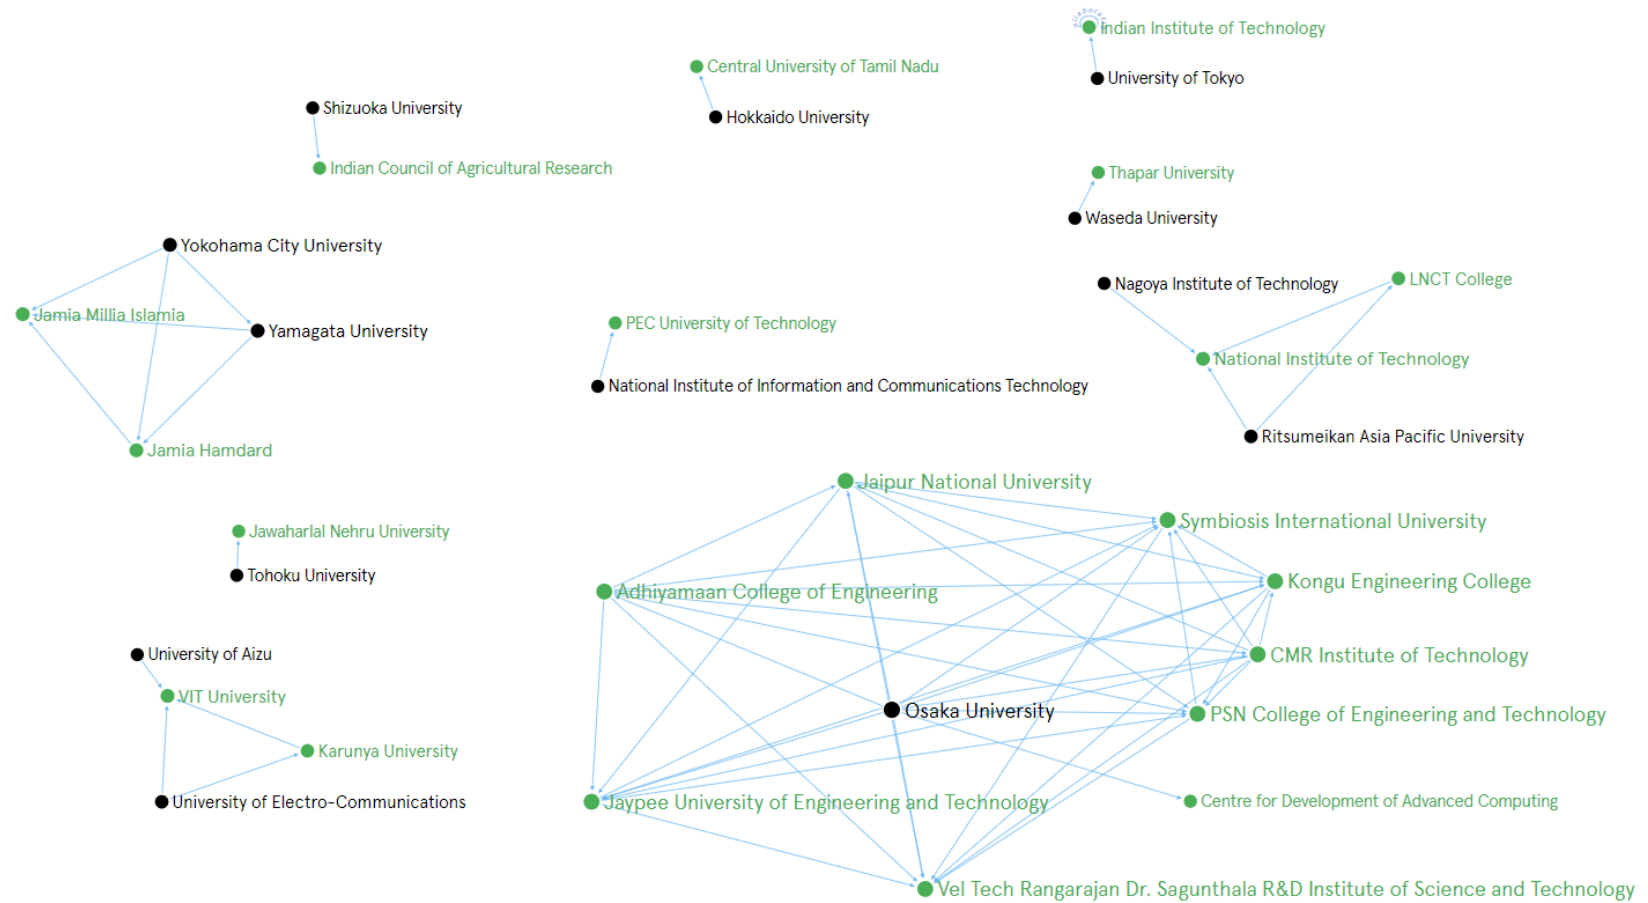 Indian Institute of Technology
University of Tokyo
Central University of Tamil Nadu
Hokkaido University
Shizuoka University
Indian Council of Agricultural Research
Thapar University
Waseda University
Yokohama City University
Jamia Millia Islamia
Yamagata University
Jamia Hamdard
Nagoya Institute of Technology
LNCT College
National Institute of Technology
Ritsumeikan Asia Pacific University
PEC University of Technology
National Institute of Information and Communications Technology
Jawaharlal Nehru University
Tohoku University
Jaipur National University
Symbiosis International University
Kongu Engineering College
Adhiyamaan College of Engineering
CMR Institute of Technology
Osaka University
PSN College of Engineering and Technology
Jaypee University of Engineering and Technology
Centre for Development of Advanced Computing
Vel Tech Rangarajan Dr. Sagunthala R&D Institute of Science and Technology
University of Aizu
VIT University
Karunya University
University of Electro-Communications